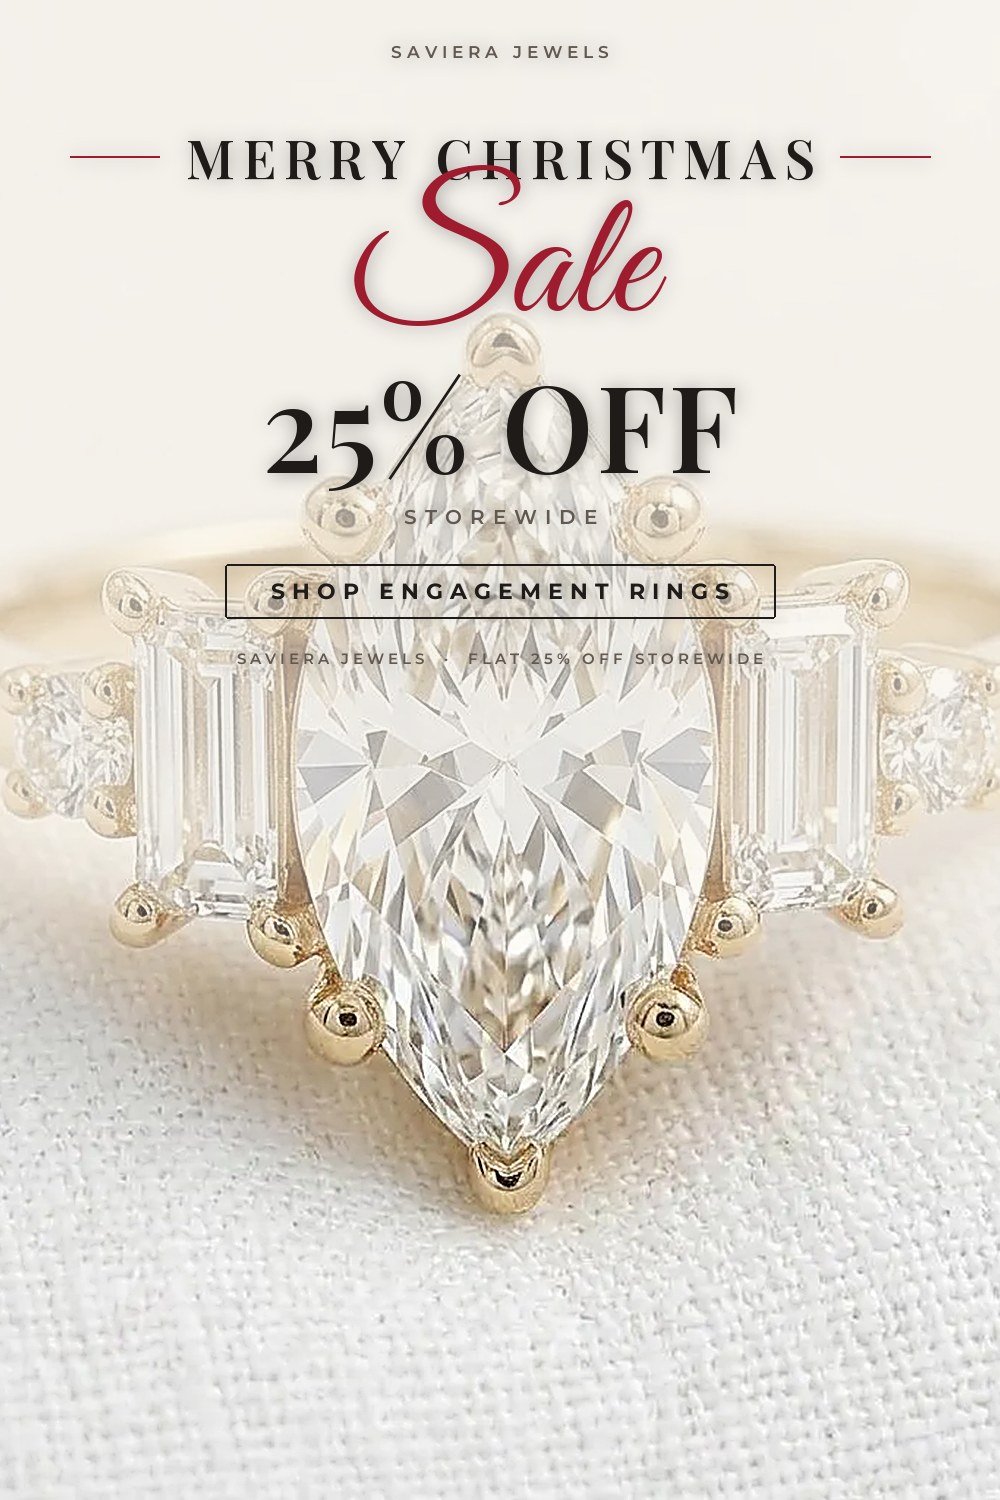 SAVIERA JEWELS
MERRY CHRISTMAS
Sale
25% OFF
STOREWIDE
SHOP ENGAGEMENT RINGS
SAVIERA JEWELS · FLAT 25% OFF STOREWIDE